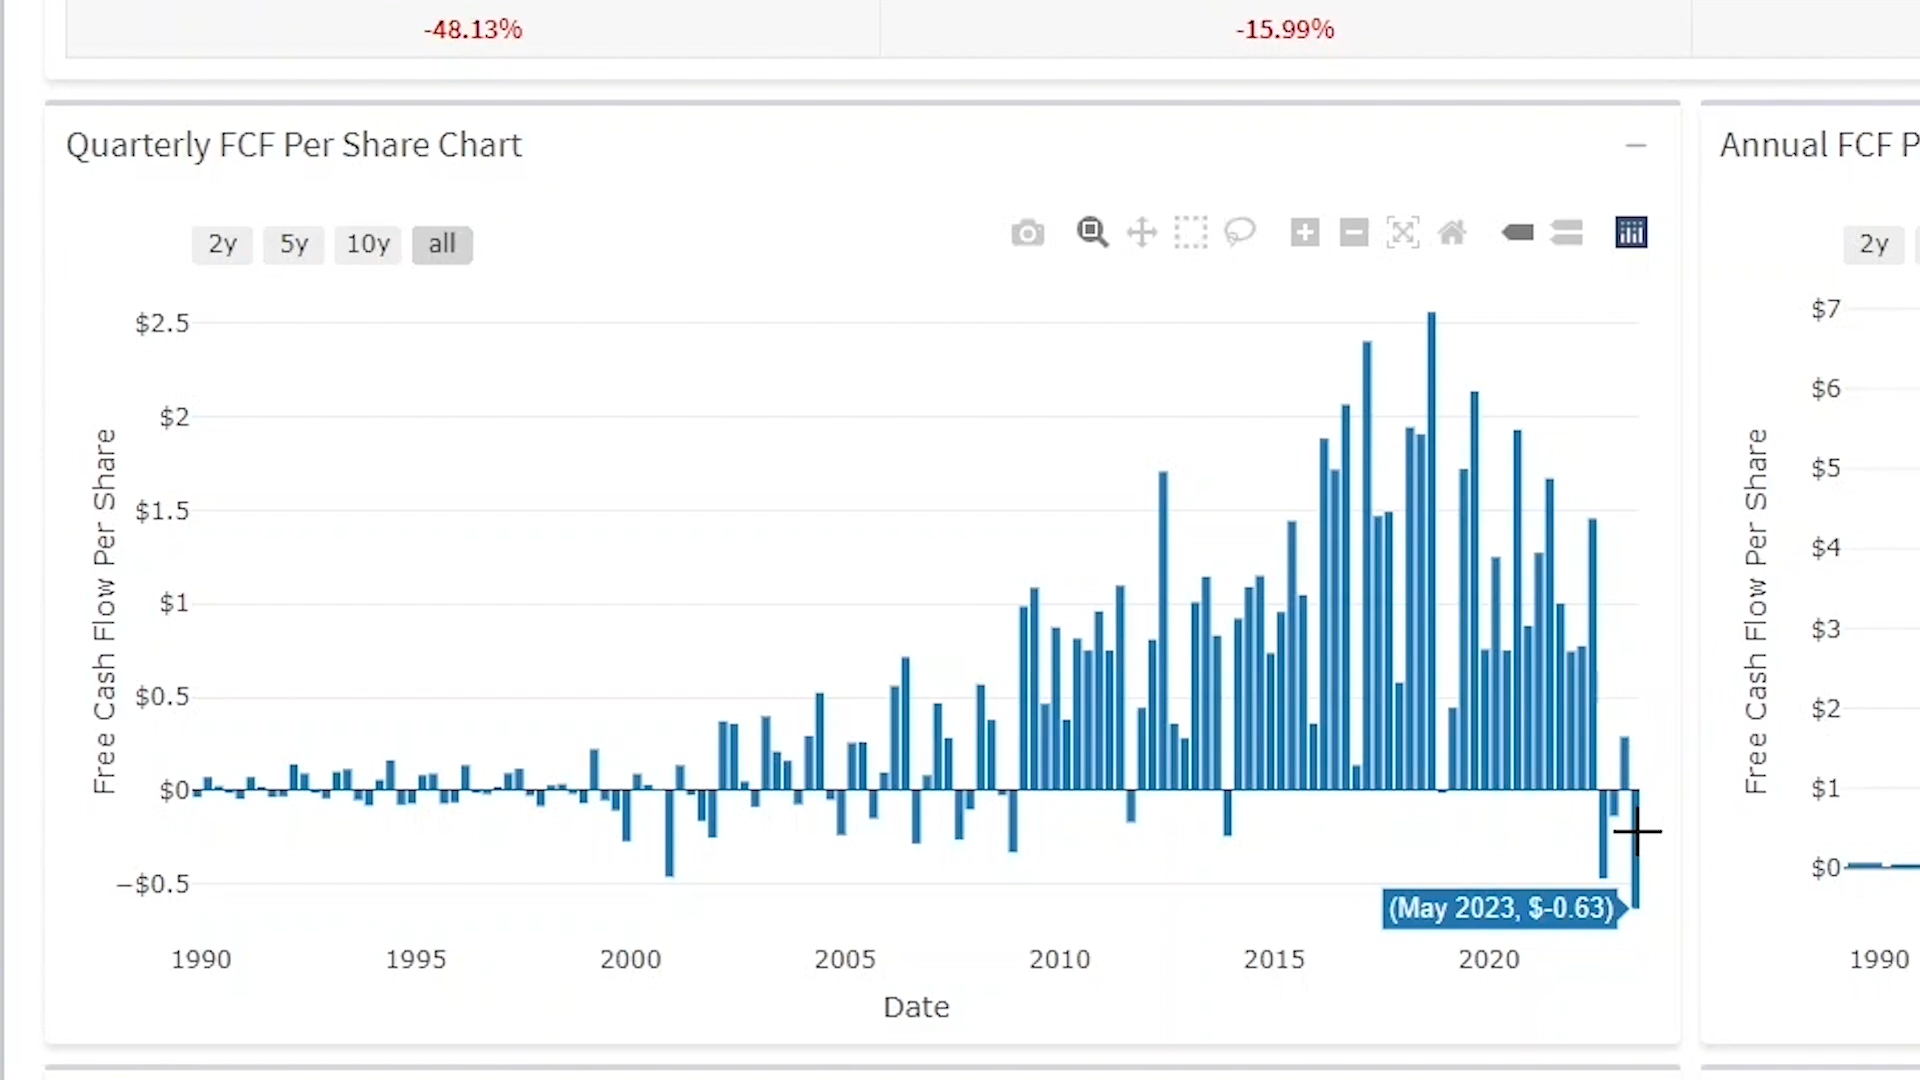 -48.13%
-15.99%
Quarterly FCF Per Share Chart
Annual FCF P
2y
5y
10y
all
2y
$2.5
$2
$1.5
$1
$0.5
$0
−$0.5
Free Cash Flow Per Share
(May 2023, $-0.63)
1990
1995
2000
2005
2010
2015
2020
Date
$7
$6
$5
$4
$3
$2
$1
$0
Free Cash Flow Per Share
1990